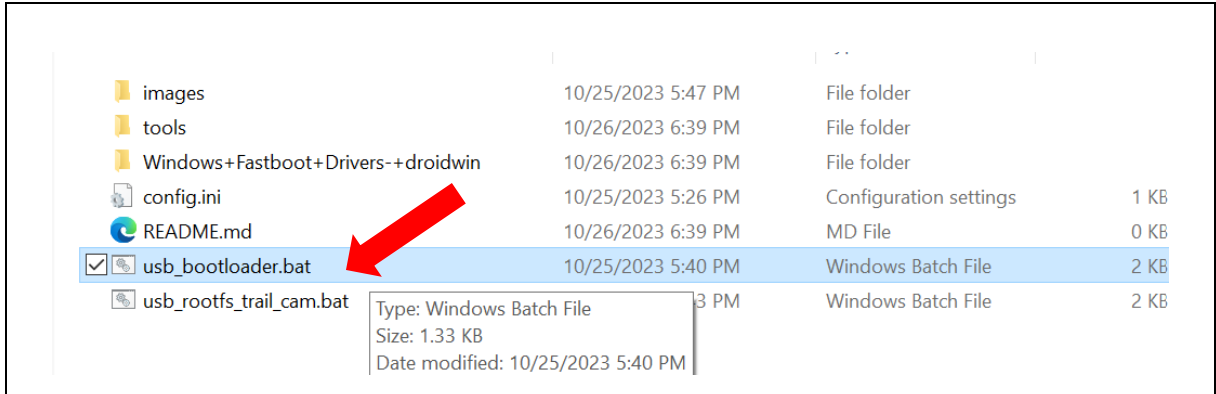 images 10/25/2023 5:47 PM File folder
tools 10/26/2023 6:39 PM File folder
Windows+Fastboot+Drivers-+droidwin 10/26/2023 6:39 PM File folder
config.ini 10/25/2023 5:26 PM Configuration settings 1 KB
README.md 10/26/2023 6:39 PM MD File 0 KB
usb_bootloader.bat 10/25/2023 5:40 PM Windows Batch File 2 KB
usb_rootfs_trail_cam.bat 3 PM Windows Batch File 2 KB
Type: Windows Batch File
Size: 1.33 KB
Date modified: 10/25/2023 5:40 PM